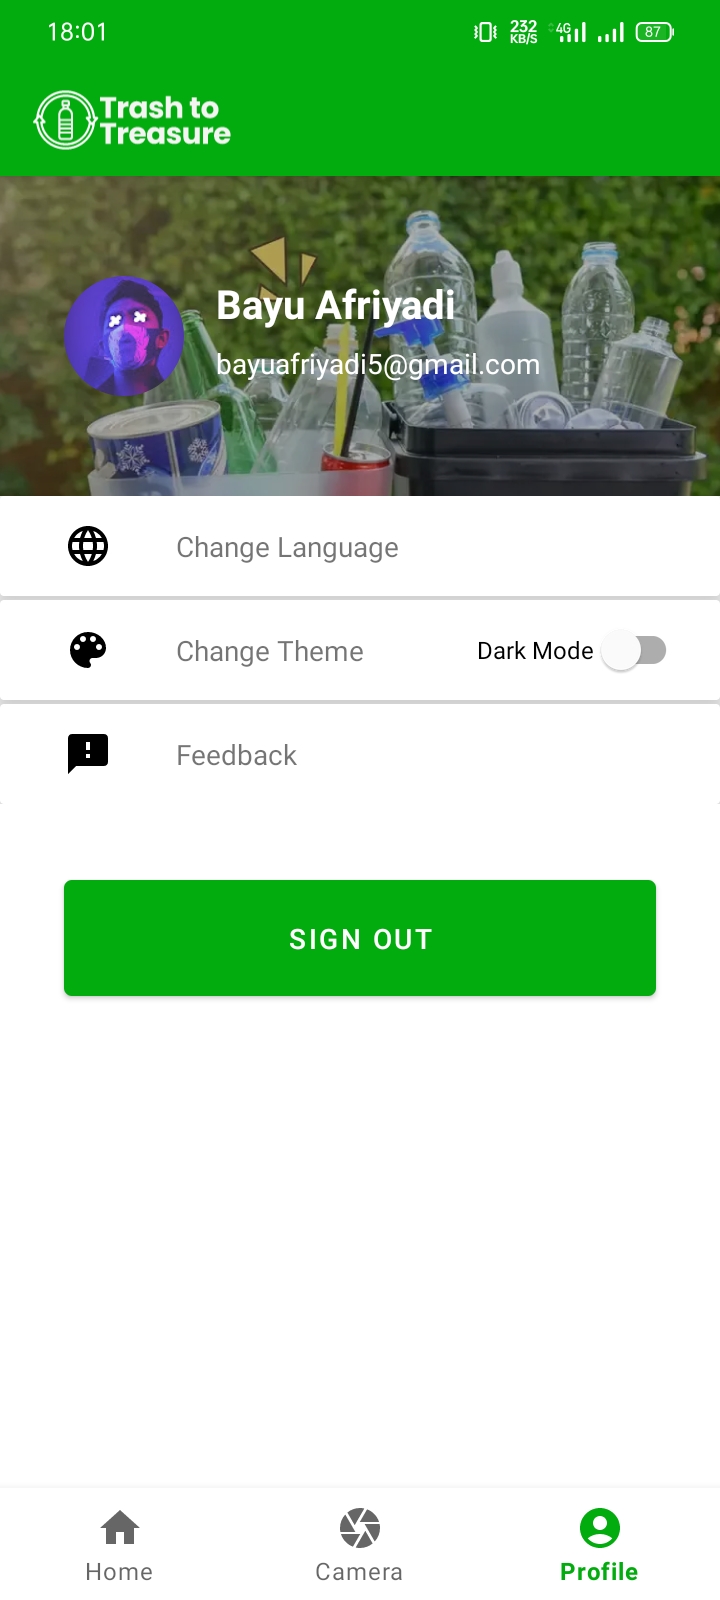 18:01
232
KB/S
4G
87
Trash to
Treasure
Bayu Afriyadi
bayuafriyadi5@gmail.com
Change Language
Change Theme
Dark Mode
Feedback
SIGN OUT
Home
Camera
Profile